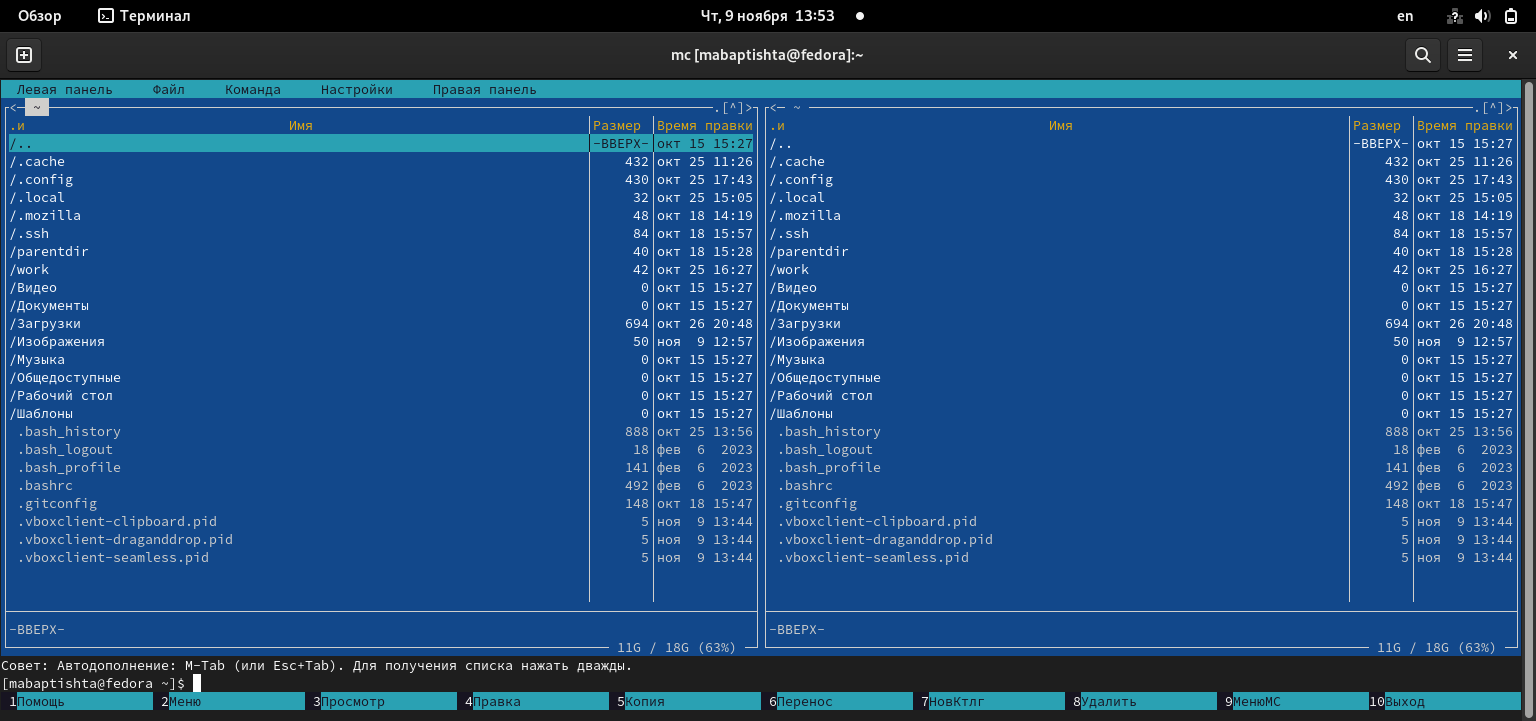 Обзор Терминал Чт, 9 ноября 13:53 en
mc [mabaptishta@fedora]:~
Левая панель Файл Команда Настройки Правая панель
<─ ~ .[^]> <─ ~ .[^]>
.и Имя Размер Время правки .и Имя Размер Время правки
/.. -ВВЕРХ- окт 15 15:27 /.. -ВВЕРХ- окт 15 15:27
/.cache 432 окт 25 11:26 /.cache 432 окт 25 11:26
/.config 430 окт 25 17:43 /.config 430 окт 25 17:43
/.local 32 окт 25 15:05 /.local 32 окт 25 15:05
/.mozilla 48 окт 18 14:19 /.mozilla 48 окт 18 14:19
/.ssh 84 окт 18 15:57 /.ssh 84 окт 18 15:57
/parentdir 40 окт 18 15:28 /parentdir 40 окт 18 15:28
/work 42 окт 25 16:27 /work 42 окт 25 16:27
/Видео 0 окт 15 15:27 /Видео 0 окт 15 15:27
/Документы 0 окт 15 15:27 /Документы 0 окт 15 15:27
/Загрузки 694 окт 26 20:48 /Загрузки 694 окт 26 20:48
/Изображения 50 ноя 9 12:57 /Изображения 50 ноя 9 12:57
/Музыка 0 окт 15 15:27 /Музыка 0 окт 15 15:27
/Общедоступные 0 окт 15 15:27 /Общедоступные 0 окт 15 15:27
/Рабочий стол 0 окт 15 15:27 /Рабочий стол 0 окт 15 15:27
/Шаблоны 0 окт 15 15:27 /Шаблоны 0 окт 15 15:27
.bash_history 888 окт 25 13:56 .bash_history 888 окт 25 13:56
.bash_logout 18 фев 6 2023 .bash_logout 18 фев 6 2023
.bash_profile 141 фев 6 2023 .bash_profile 141 фев 6 2023
.bashrc 492 фев 6 2023 .bashrc 492 фев 6 2023
.gitconfig 148 окт 18 15:47 .gitconfig 148 окт 18 15:47
.vboxclient-clipboard.pid 5 ноя 9 13:44 .vboxclient-clipboard.pid 5 ноя 9 13:44
.vboxclient-draganddrop.pid 5 ноя 9 13:44 .vboxclient-draganddrop.pid 5 ноя 9 13:44
.vboxclient-seamless.pid 5 ноя 9 13:44 .vboxclient-seamless.pid 5 ноя 9 13:44
-ВВЕРХ- -ВВЕРХ-
11G / 18G (63%) 11G / 18G (63%)
Совет: Автодополнение: M-Tab (или Esc+Tab). Для получения списка нажать дважды.
[mabaptishta@fedora ~]$
1Помощь 2Меню 3Просмотр 4Правка 5Копия 6Перенос 7НовКтлг 8Удалить 9МенюМС 10Выход